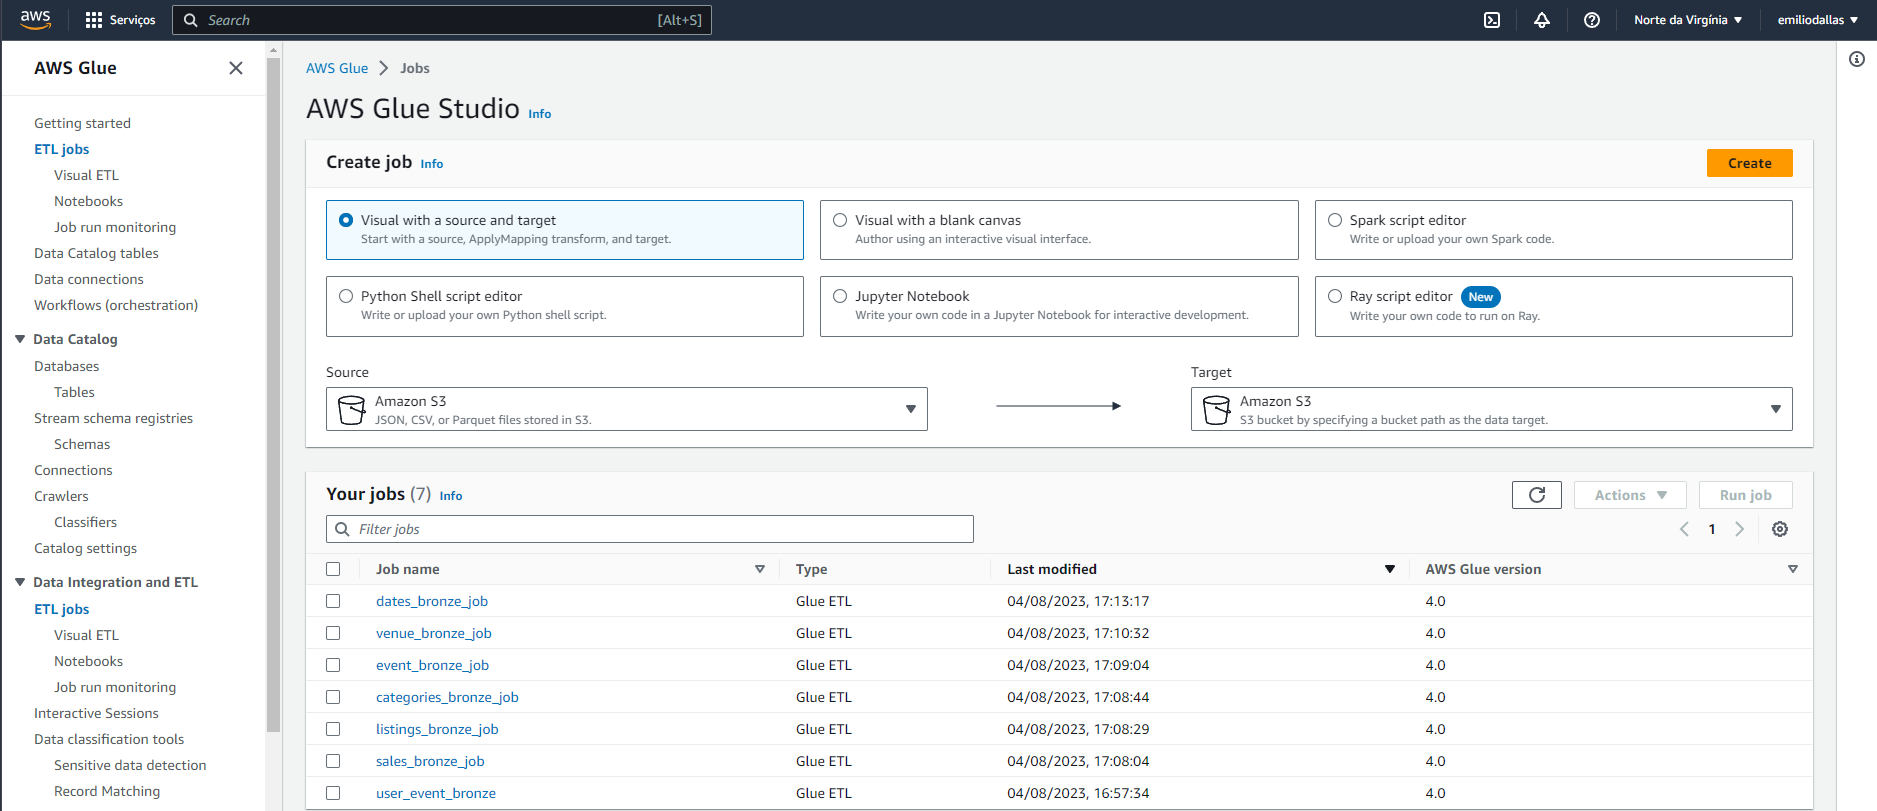 aws
Serviços
Search
[Alt+S]
Norte da Virgínia
emiliodallas
AWS Glue
Getting started
ETL jobs
Visual ETL
Notebooks
Job run monitoring
Data Catalog tables
Data connections
Workflows (orchestration)
Data Catalog
Databases
Tables
Stream schema registries
Schemas
Connections
Crawlers
Classifiers
Catalog settings
Data Integration and ETL
ETL jobs
Visual ETL
Notebooks
Job run monitoring
Interactive Sessions
Data classification tools
Sensitive data detection
Record Matching
AWS Glue > Jobs
AWS Glue Studio Info
Create job Info
Create
Visual with a source and target
Start with a source, ApplyMapping transform, and target.
Visual with a blank canvas
Author using an interactive visual interface.
Spark script editor
Write or upload your own Spark code.
Python Shell script editor
Write or upload your own Python shell script.
Jupyter Notebook
Write your own code in a Jupyter Notebook for interactive development.
Ray script editor New
Write your own code to run on Ray.
Source
Amazon S3
JSON, CSV, or Parquet files stored in S3.
Target
Amazon S3
S3 bucket by specifying a bucket path as the data target.
Your jobs (7) Info
Actions
Run job
Filter jobs
1
Job name Type Last modified AWS Glue version
dates_bronze_job Glue ETL 04/08/2023, 17:13:17 4.0
venue_bronze_job Glue ETL 04/08/2023, 17:10:32 4.0
event_bronze_job Glue ETL 04/08/2023, 17:09:04 4.0
categories_bronze_job Glue ETL 04/08/2023, 17:08:44 4.0
listings_bronze_job Glue ETL 04/08/2023, 17:08:29 4.0
sales_bronze_job Glue ETL 04/08/2023, 17:08:04 4.0
user_event_bronze Glue ETL 04/08/2023, 16:57:34 4.0